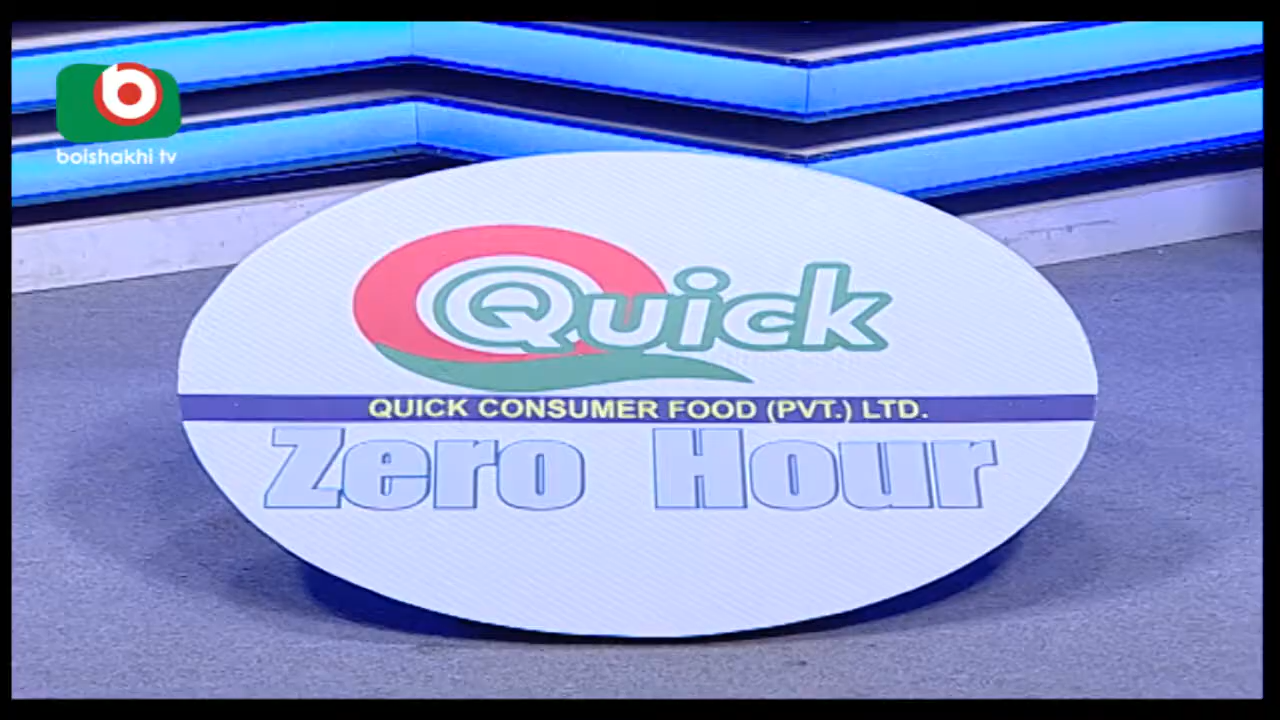 b
boishakhi tv
Quick
QUICK CONSUMER FOOD (PVT.) LTD.
Zero Hour